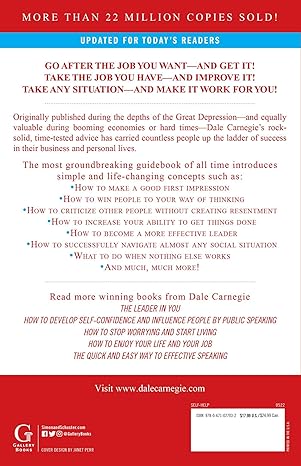 MORE THAN 22 MILLION COPIES SOLD!
UPDATED FOR TODAY'S READERS
GO AFTER THE JOB YOU WANT—AND GET IT!
TAKE THE JOB YOU HAVE—AND IMPROVE IT!
TAKE ANY SITUATION—AND MAKE IT WORK FOR YOU!
Originally published during the depths of the Great Depression—and equally
valuable during booming economies or hard times—Dale Carnegie's rock-
solid, time-tested advice has carried countless people up the ladder of success
in their business and personal lives.
The most groundbreaking guidebook of all time introduces
simple and life-changing concepts such as:
•How to make a good first impression
•How to win people to your way of thinking
•How to criticize other people without creating resentment
•How to increase your ability to get things done
•How to become a more effective leader
•How to successfully navigate almost any social situation
•What to do when nothing else works
•And much, much more!
Read more winning books from Dale Carnegie
THE LEADER IN YOU
HOW TO DEVELOP SELF-CONFIDENCE AND INFLUENCE PEOPLE BY PUBLIC SPEAKING
HOW TO STOP WORRYING AND START LIVING
HOW TO ENJOY YOUR LIFE AND YOUR JOB
THE QUICK AND EASY WAY TO EFFECTIVE SPEAKING
Visit www.dalecarnegie.com
SELF-HELP 0522
G
GALLERY
BOOKS
SimonandSchuster.com
@GalleryBooks
COVER DESIGN BY JANET PERR
PRINTED IN THE U.S.A.